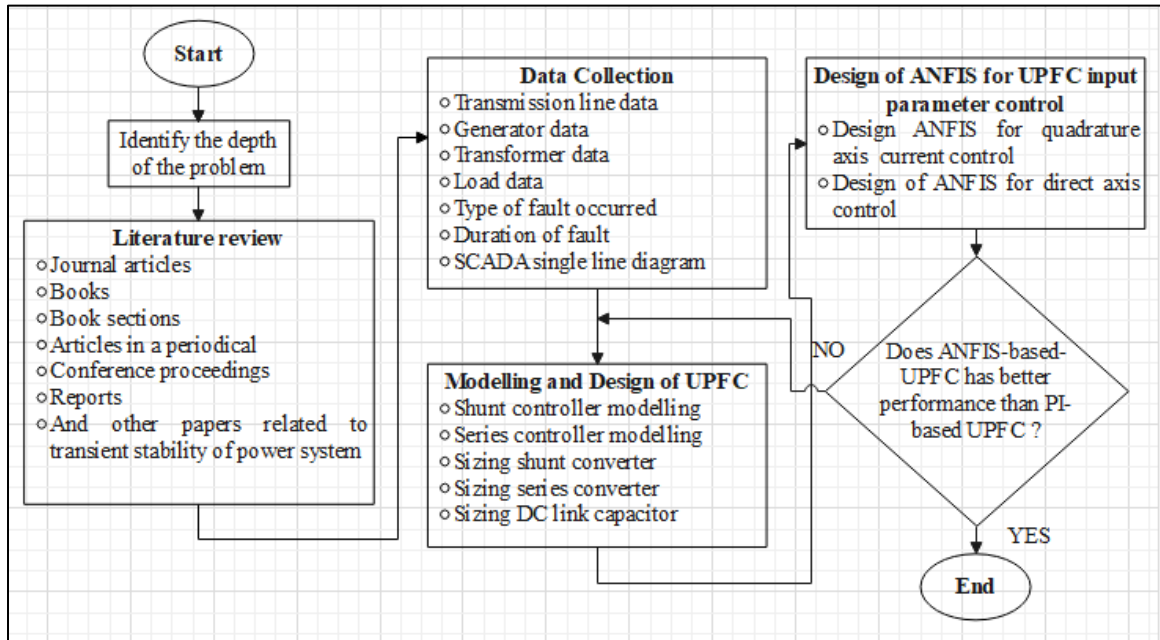 Start
Identify the depth
of the problem
Literature review
Journal articles
Books
Book sections
Articles in a periodical
Conference proceedings
Reports
And other papers related to
transient stability of power system
Data Collection
Transmission line data
Generator data
Transformer data
Load data
Type of fault occurred
Duration of fault
SCADA single line diagram
Modelling and Design of UPFC
Shunt controller modelling
Series controller modelling
Sizing shunt converter
Sizing series converter
Sizing DC link capacitor
Design of ANFIS for UPFC input
parameter control
Design ANFIS for quadrature
axis current control
Design of ANFIS for direct axis
control
NO
Does ANFIS-based-
UPFC has better
performance than PI-
based UPFC ?
YES
End